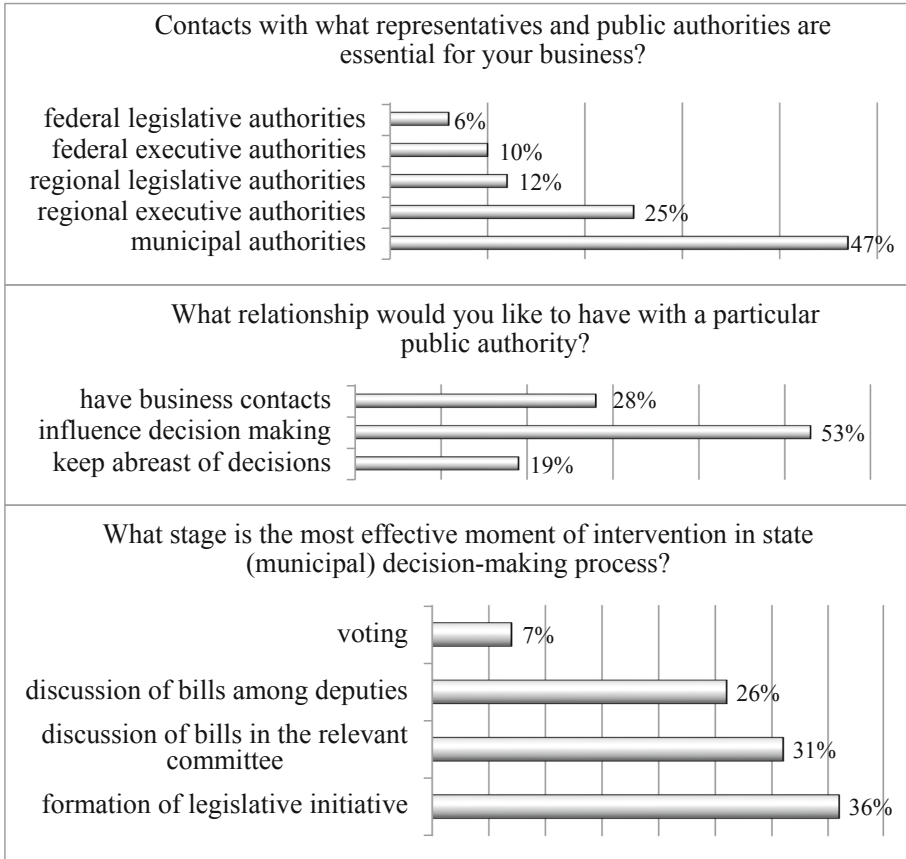 Contacts with what representatives and public authorities are
essential for your business?
federal legislative authorities 6%
federal executive authorities 10%
regional legislative authorities 12%
regional executive authorities 25%
municipal authorities 47%
What relationship would you like to have with a particular
public authority?
have business contacts 28%
influence decision making 53%
keep abreast of decisions 19%
What stage is the most effective moment of intervention in state
(municipal) decision-making process?
voting 7%
discussion of bills among deputies 26%
discussion of bills in the relevant
committee 31%
formation of legislative initiative 36%